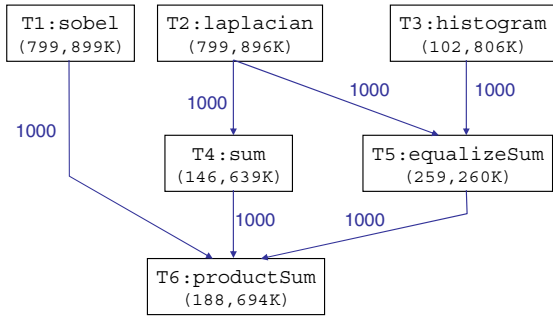 T1:sobel
(799,899K)
T2:laplacian
(799,896K)
T3:histogram
(102,806K)
1000
1000
1000
1000
T4:sum
(146,639K)
T5:equalizeSum
(259,260K)
1000
1000
T6:productSum
(188,694K)